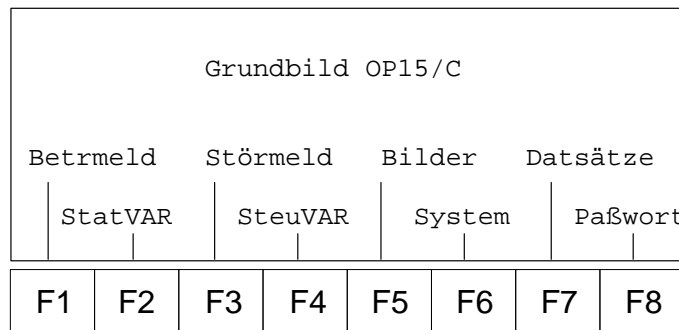 Grundbild OP15/C
Betrmeld Störmeld Bilder Datsätze
StatVAR SteuVAR System Paßwort
F1 F2 F3 F4 F5 F6 F7 F8